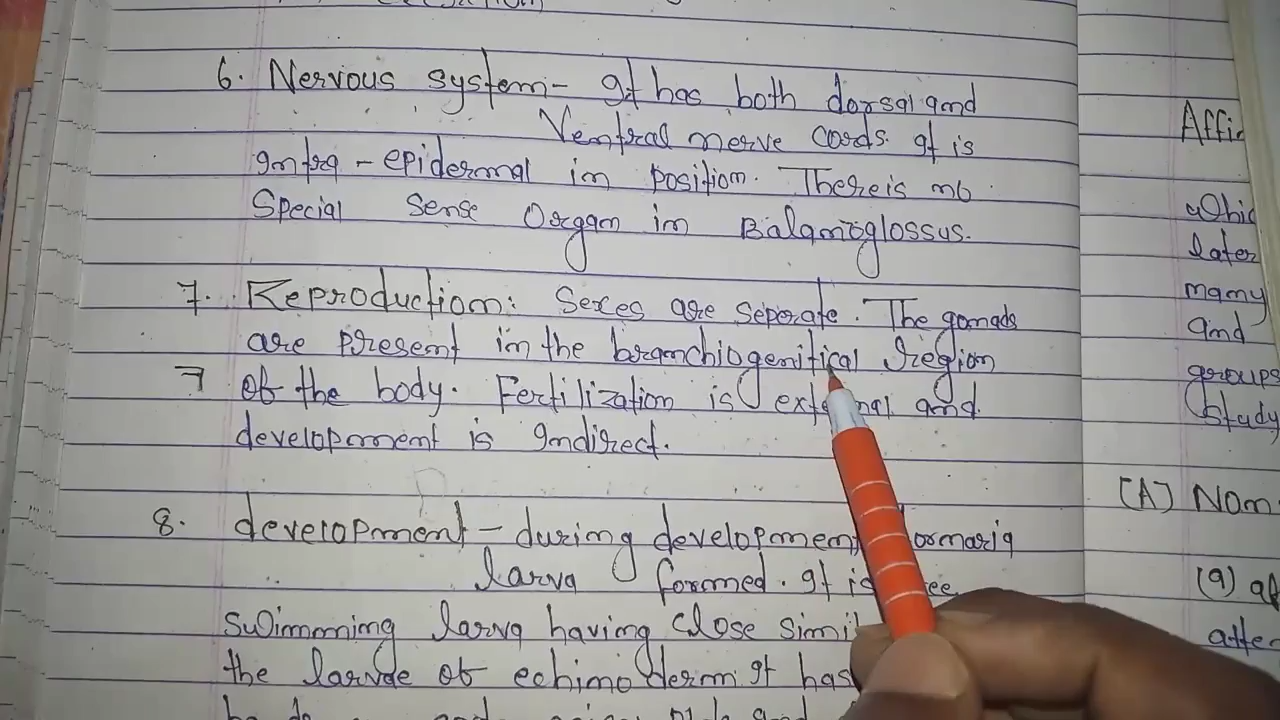 6. Nervous system- It has both dorsal and
Ventral nerve cords. It is
Intra-epidermal in position. There is no
Special Sense Organ in Balanoglossus.
7. Reproduction: Sexes are seperate. The gonads
are present in the branchiogenitical region
7 of the body. Fertilization is external and
development is Indirect.
8. development- during development
larva formed. It is
swimming larva having close
the larvae of echinoderm. It has
Affi
whic
later
many
and
groups
study
(A) Nom
(a)
after